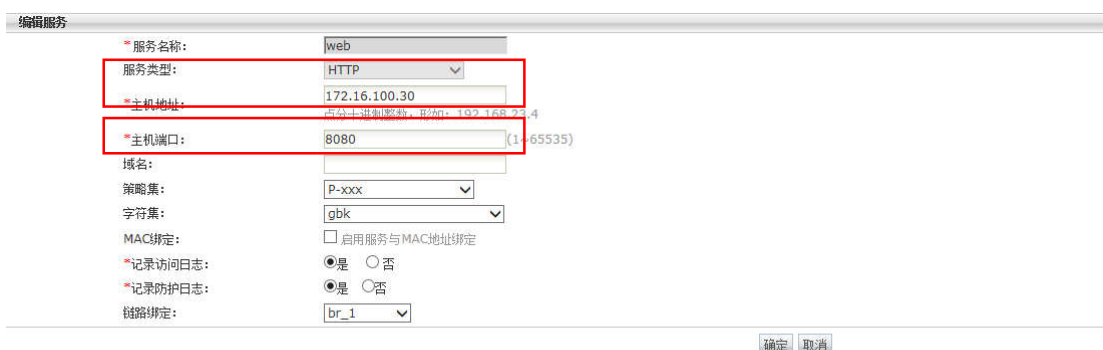 编辑服务
*服务名称: web
服务类型: HTTP
*主机地址: 172.16.100.30
点分十进制整数，形如: 192.168.23.4
*主机端口: 8080 (1~65535)
域名:
策略集: P-xxx
字符集: gbk
MAC绑定: 启用服务与MAC地址绑定
*记录访问日志: 是 否
*记录防护日志: 是 否
链路绑定: br_1
确定 取消